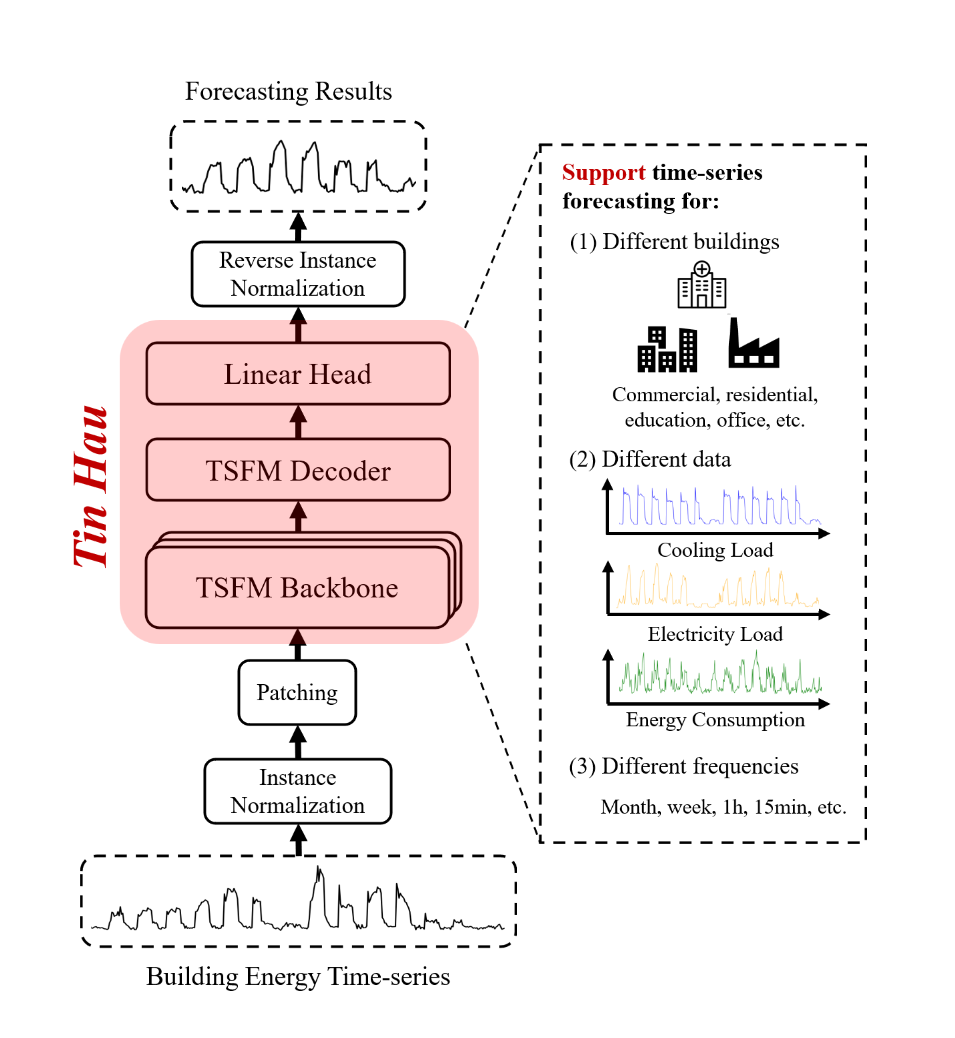 Forecasting Results
Reverse Instance
Normalization
Linear Head
TSFM Decoder
TSFM Backbone
Tin Hau
Patching
Instance
Normalization
Building Energy Time-series
Support time-series
forecasting for:
(1) Different buildings
Commercial, residential,
education, office, etc.
(2) Different data
Cooling Load
Electricity Load
Energy Consumption
(3) Different frequencies
Month, week, 1h, 15min, etc.